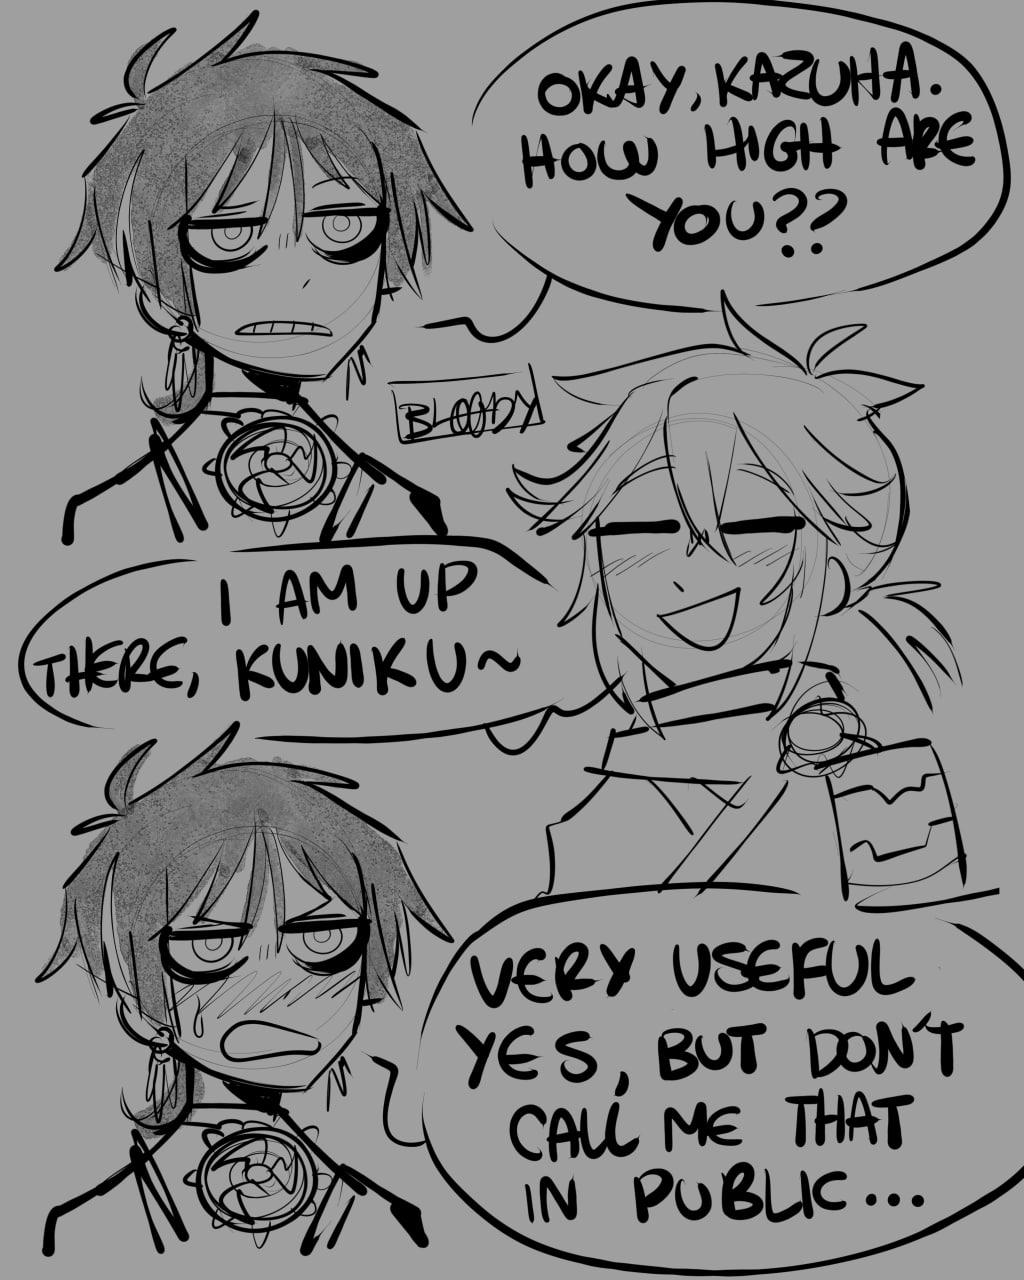 OKAY, KAZUHA.
HOW HIGH ARE
YOU??
BLOODY
I AM UP
THERE, KUNIKU~
VERY USEFUL
YES, BUT DON'T
CALL ME THAT
IN PUBLIC...